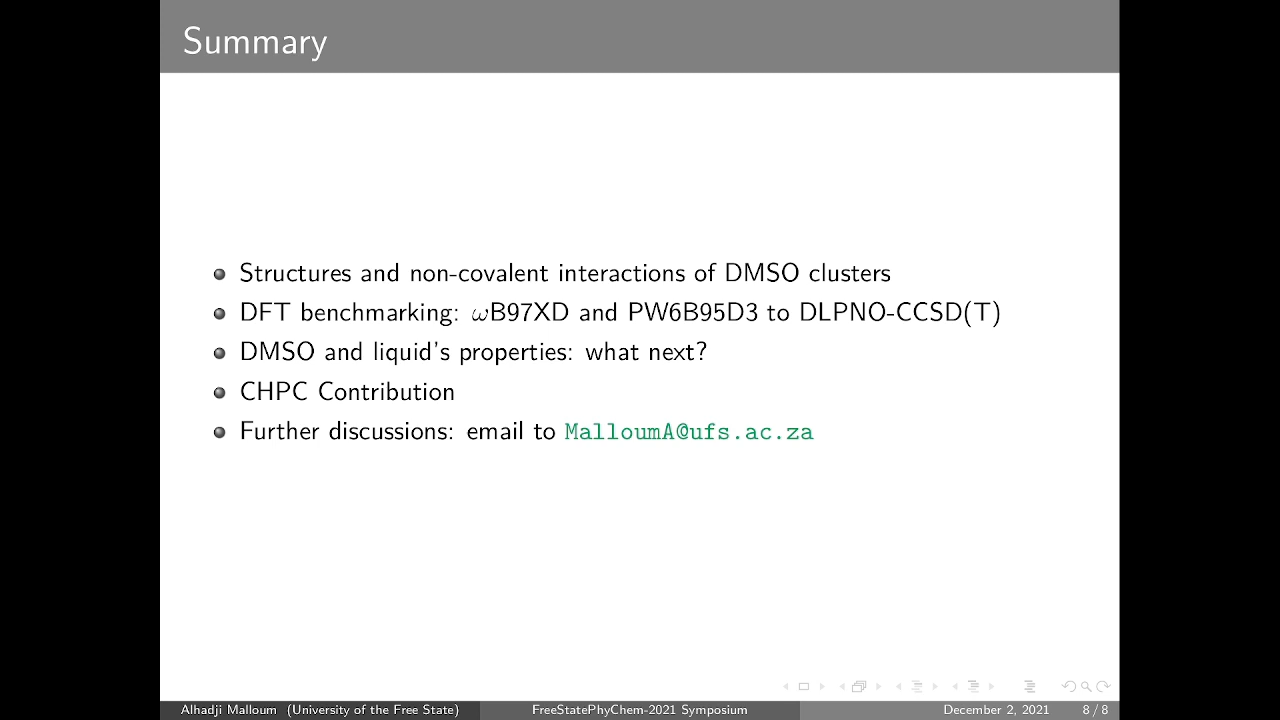 Summary
Structures and non-covalent interactions of DMSO clusters
DFT benchmarking: ωB97XD and PW6B95D3 to DLPNO-CCSD(T)
DMSO and liquid's properties: what next?
CHPC Contribution
Further discussions: email to MalloumA@ufs.ac.za
Alhadji Malloum (University of the Free State) FreeStatePhyChem-2021 Symposium December 2, 2021 8 / 8